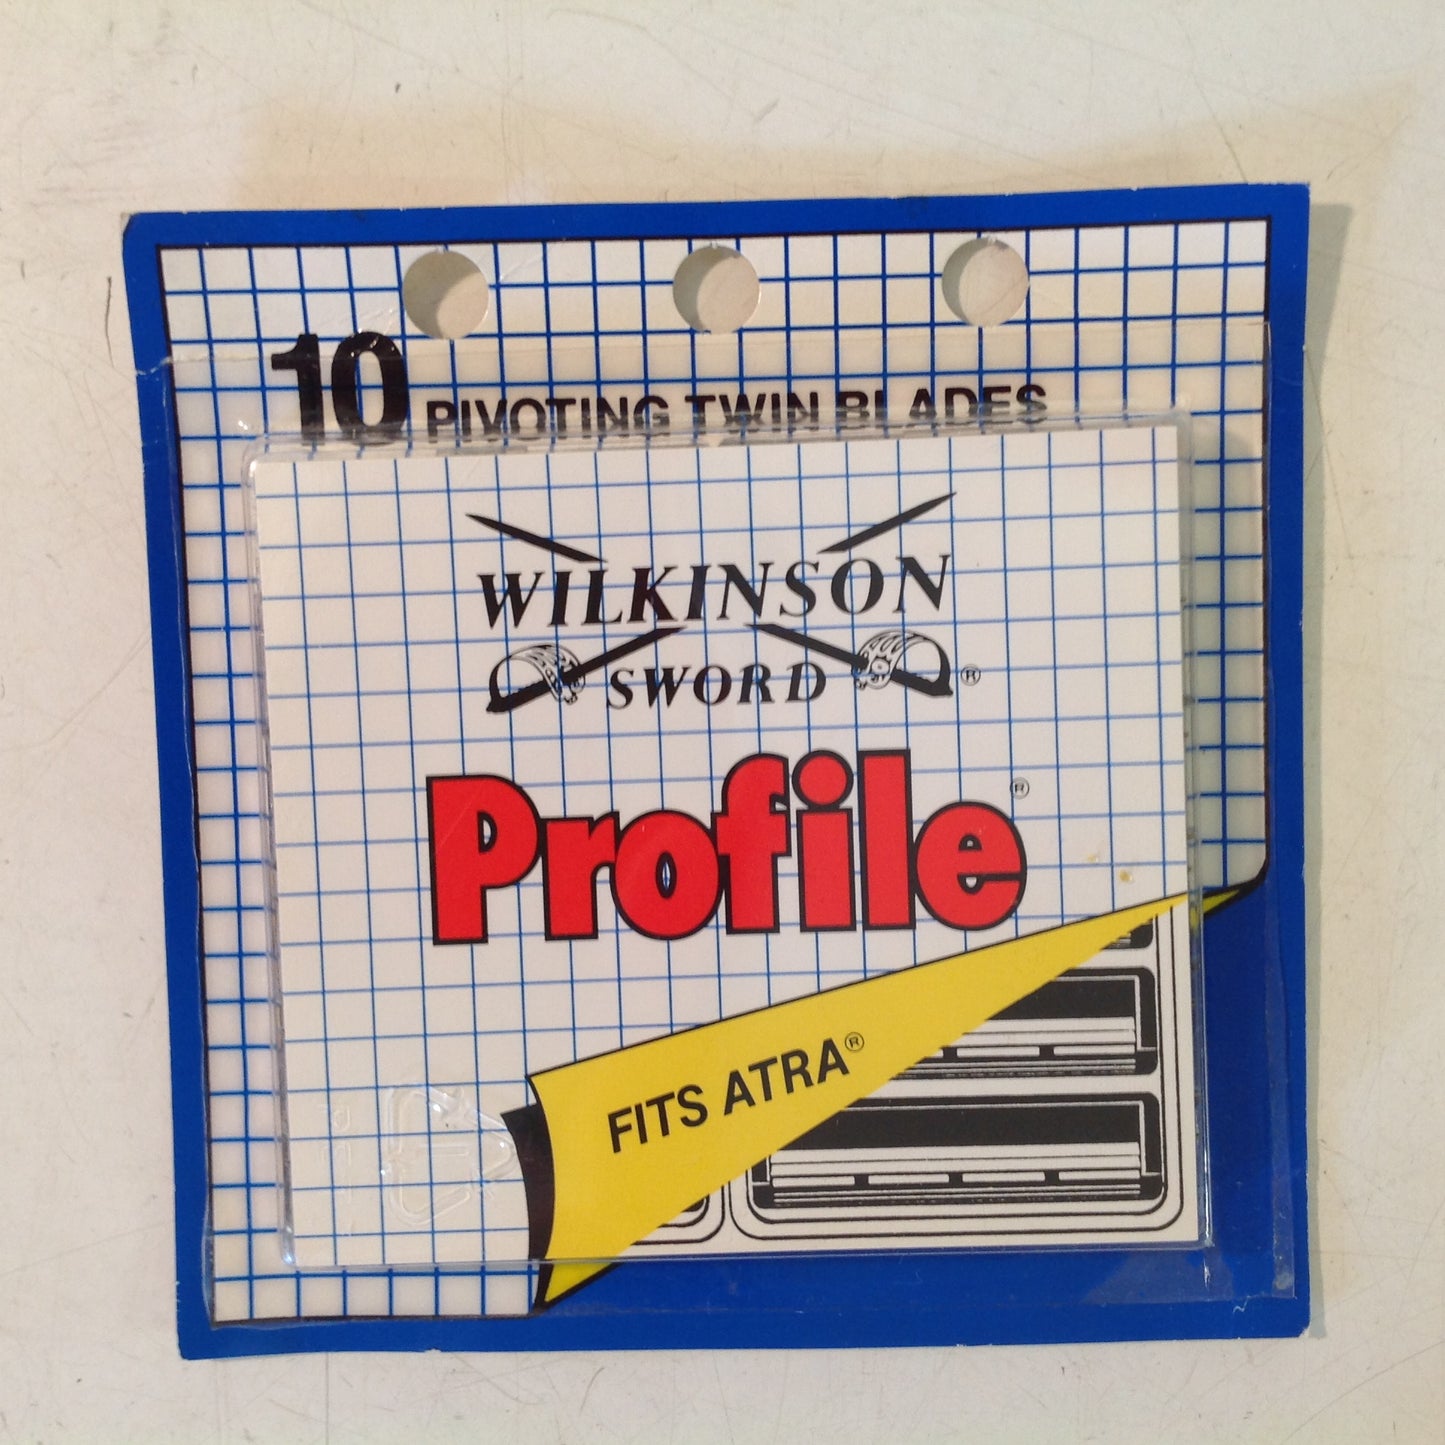 10 PIVOTING TWIN BLADES
WILKINSON
SWORD®
Profile®
FITS ATRA®